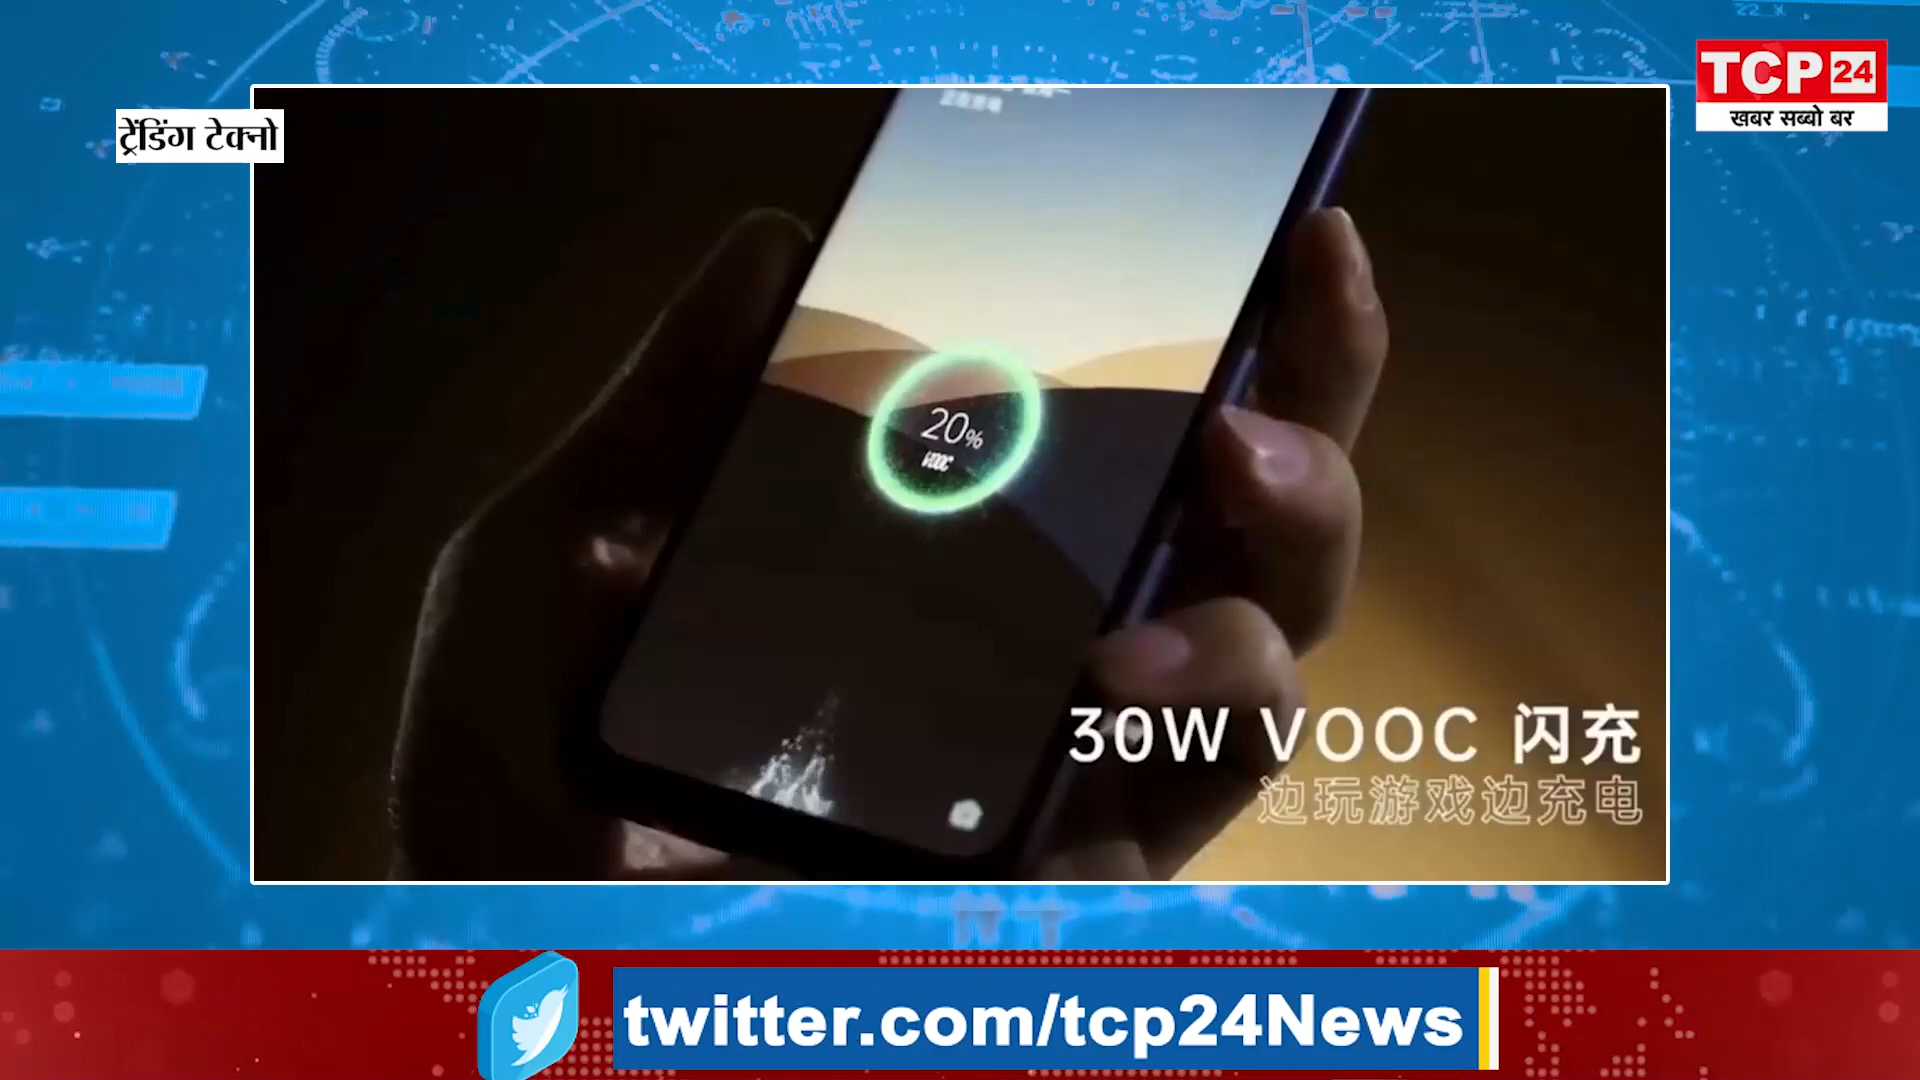 TCP 24
खबर सब्बो बर
ट्रेंडिंग टेक्नो
20%
VOOC
30W VOOC 闪充
边玩游戏边充电
twitter.com/tcp24News